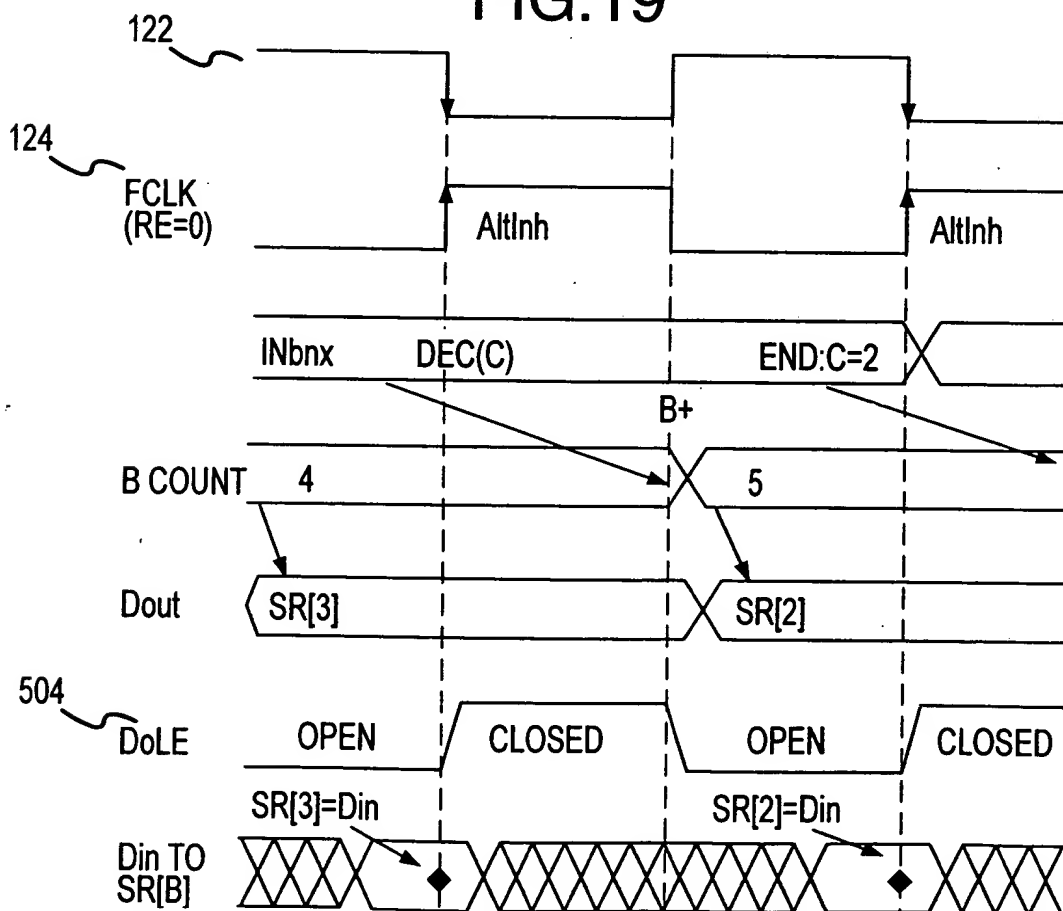 FIG.19
122
124
FCLK
(RE=0)
AltInh
AltInh
INbnx DEC(C) END:C=2
B+
B COUNT 4 5
Dout SR[3] SR[2]
504
DoLE OPEN CLOSED OPEN CLOSED
SR[3]=Din SR[2]=Din
Din TO
SR[B]